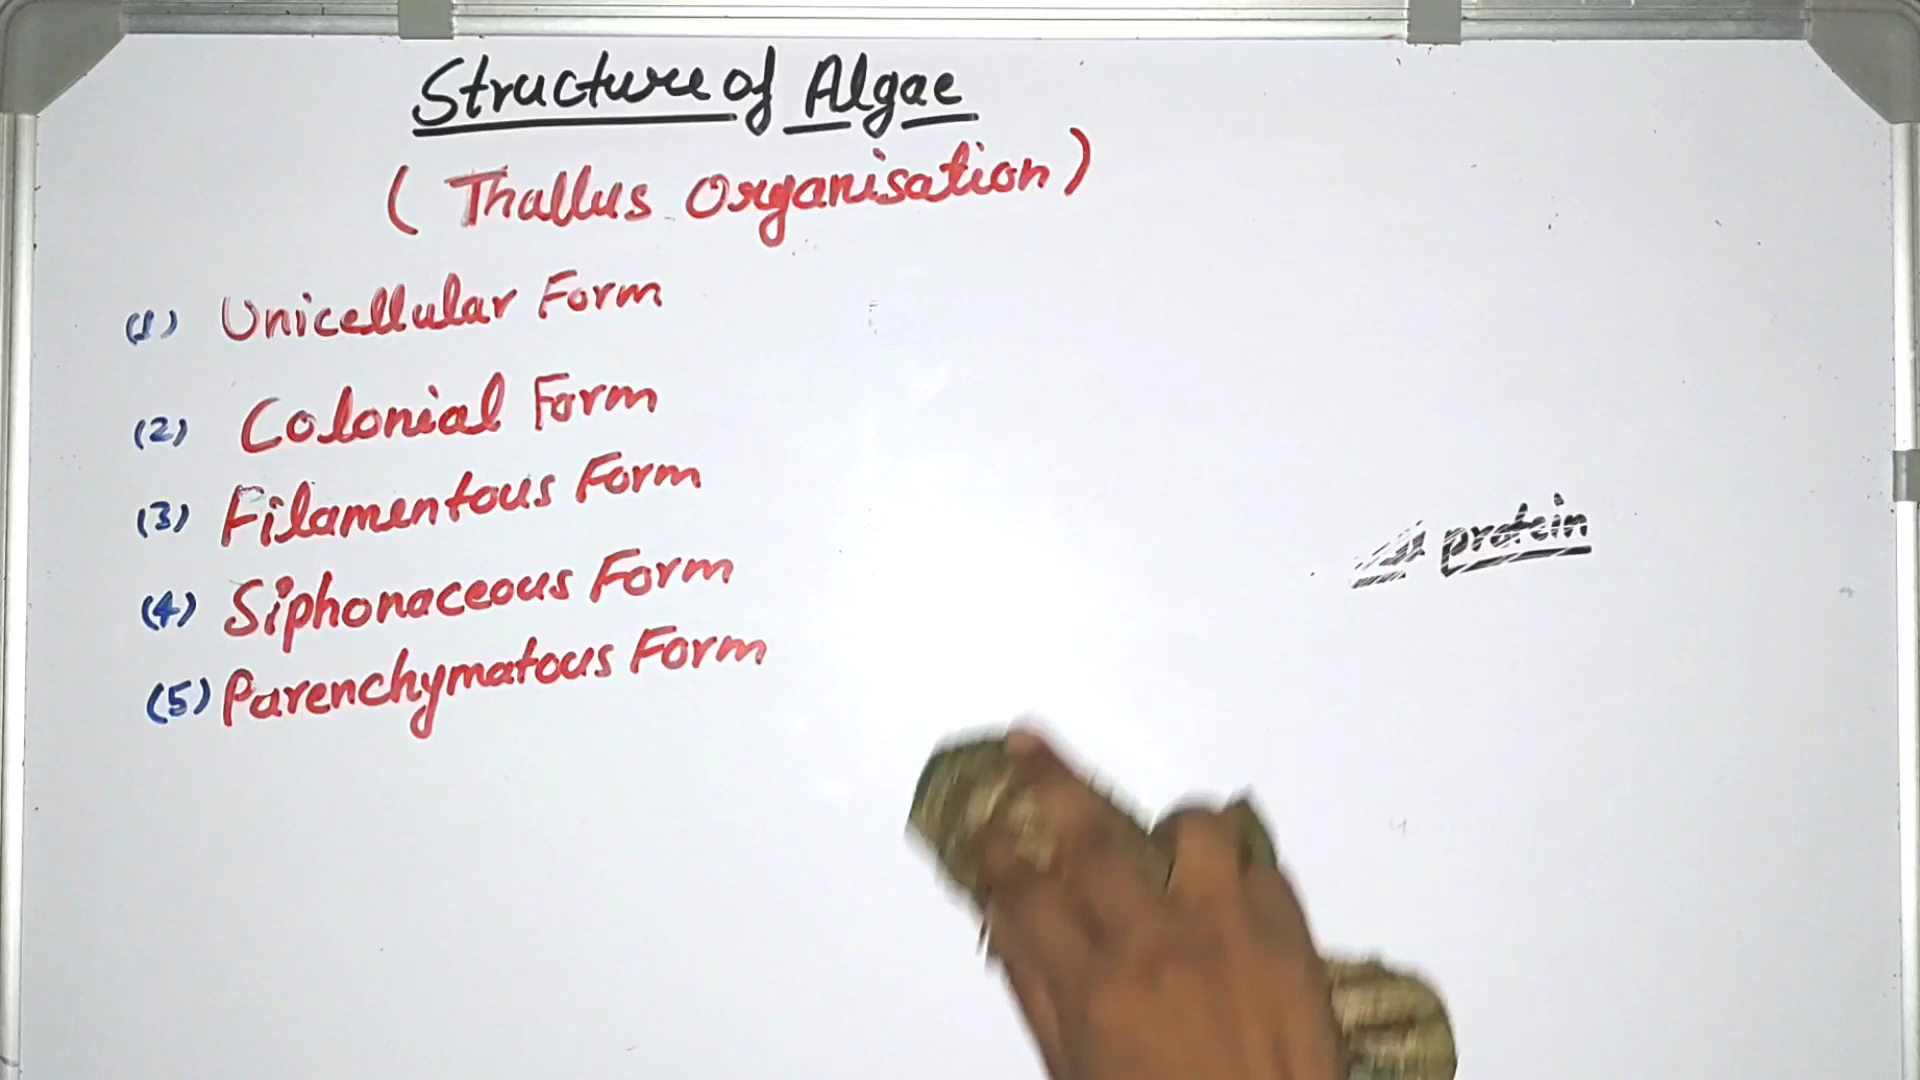 Structure of Algae
(Thallus Organisation)
(1) Unicellular Form
(2) Colonial Form
(3) Filamentous Form
(4) Siphonaceous Form
(5) Parenchymatous Form
protein